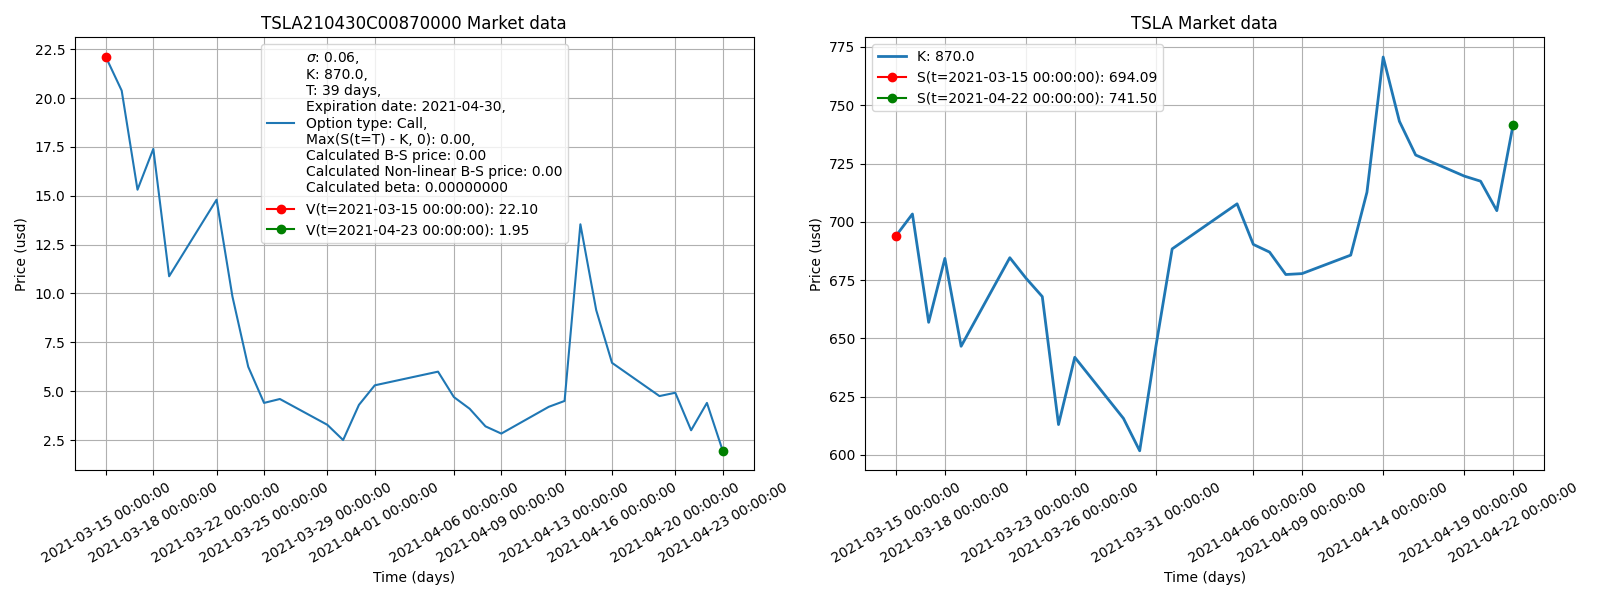 TSLA210430C00870000 Market data
Price (usd)
22.5
20.0
17.5
15.0
12.5
10.0
7.5
5.0
2.5
σ: 0.06,
K: 870.0,
T: 39 days,
Expiration date: 2021-04-30,
Option type: Call,
Max(S(t=T) - K, 0): 0.00,
Calculated B-S price: 0.00
Calculated Non-linear B-S price: 0.00
Calculated beta: 0.00000000
V(t=2021-03-15 00:00:00): 22.10
V(t=2021-04-23 00:00:00): 1.95
2021-03-15 00:00:00
2021-03-18 00:00:00
2021-03-22 00:00:00
2021-03-25 00:00:00
2021-03-29 00:00:00
2021-04-01 00:00:00
2021-04-06 00:00:00
2021-04-09 00:00:00
2021-04-13 00:00:00
2021-04-16 00:00:00
2021-04-20 00:00:00
2021-04-23 00:00:00
Time (days)
TSLA Market data
Price (usd)
775
750
725
700
675
650
625
600
K: 870.0
S(t=2021-03-15 00:00:00): 694.09
S(t=2021-04-22 00:00:00): 741.50
2021-03-15 00:00:00
2021-03-18 00:00:00
2021-03-23 00:00:00
2021-03-26 00:00:00
2021-03-31 00:00:00
2021-04-06 00:00:00
2021-04-09 00:00:00
2021-04-14 00:00:00
2021-04-19 00:00:00
2021-04-22 00:00:00
Time (days)